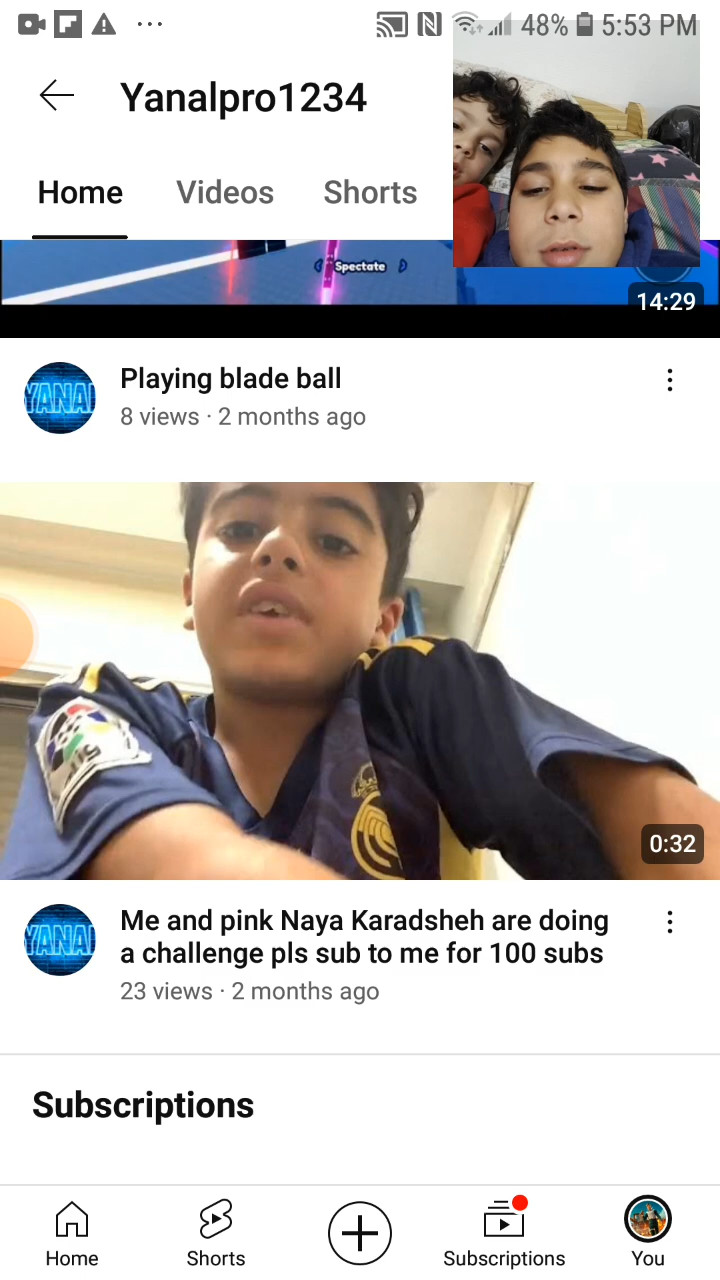 48% 5:53 PM
Yanalpro1234
Home Videos Shorts
Spectate
14:29
YANAL
Playing blade ball
8 views · 2 months ago
0:32
YANAL
Me and pink Naya Karadsheh are doing
a challenge pls sub to me for 100 subs
23 views · 2 months ago
Subscriptions
Home Shorts Subscriptions You